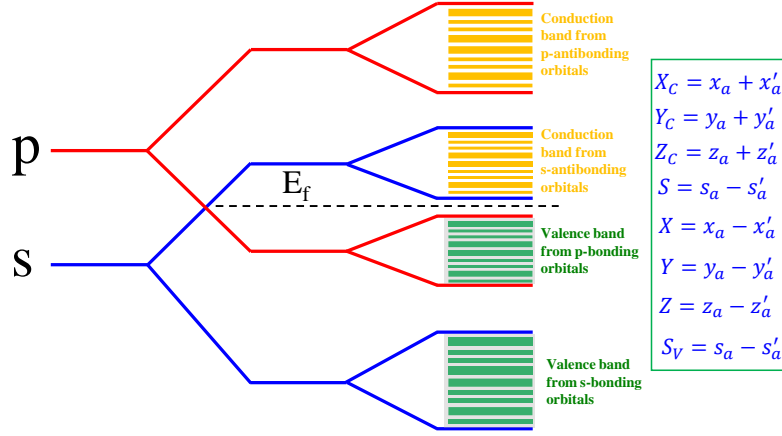 p
s
E_f
Conduction
band from
p-antibonding
orbitals
Conduction
band from
s-antibonding
orbitals
Valence band
from p-bonding
orbitals
Valence band
from s-bonding
orbitals
X_C = x_a + x'_a
Y_C = y_a + y'_a
Z_C = z_a + z'_a
S = s_a − s'_a
X = x_a − x'_a
Y = y_a − y'_a
Z = z_a − z'_a
S_V = s_a − s'_a